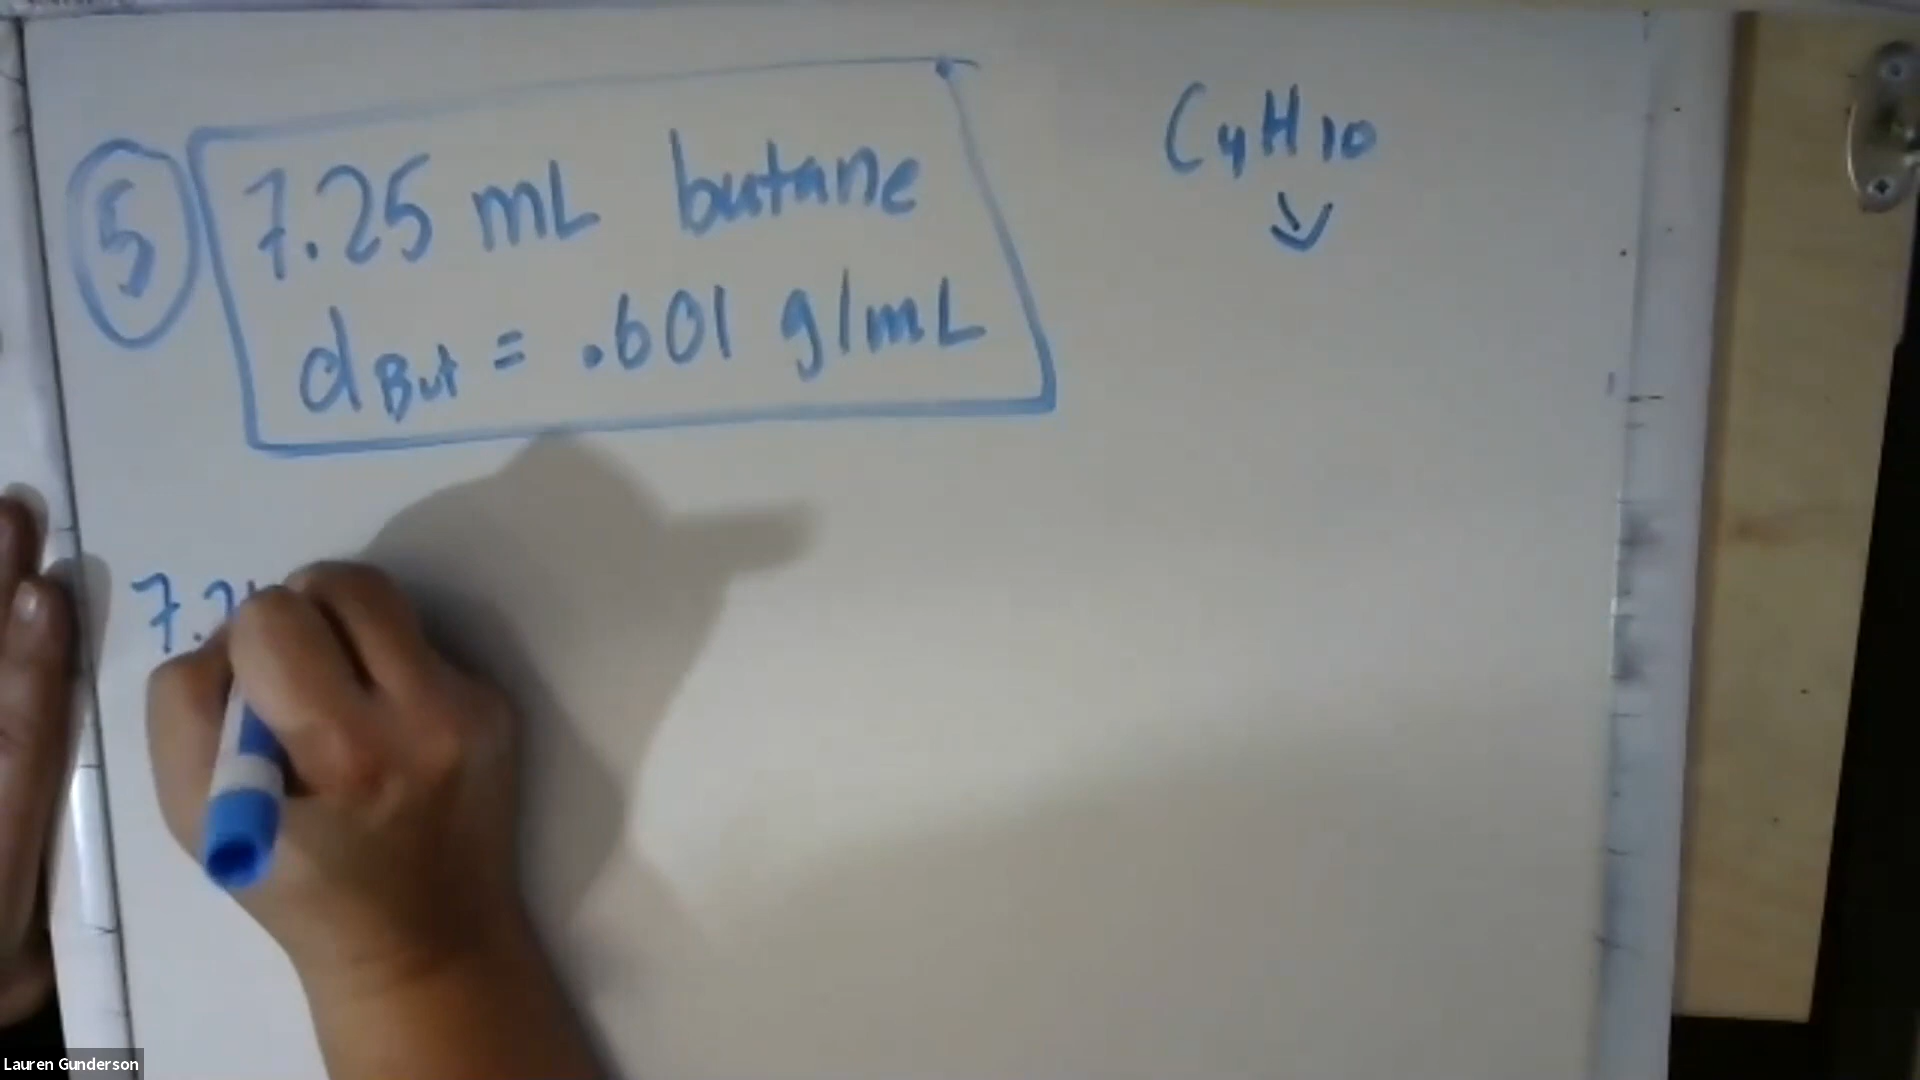 5
7.25 mL butane
dBut = .601 g/mL
C4H10
7.2
Lauren Gunderson